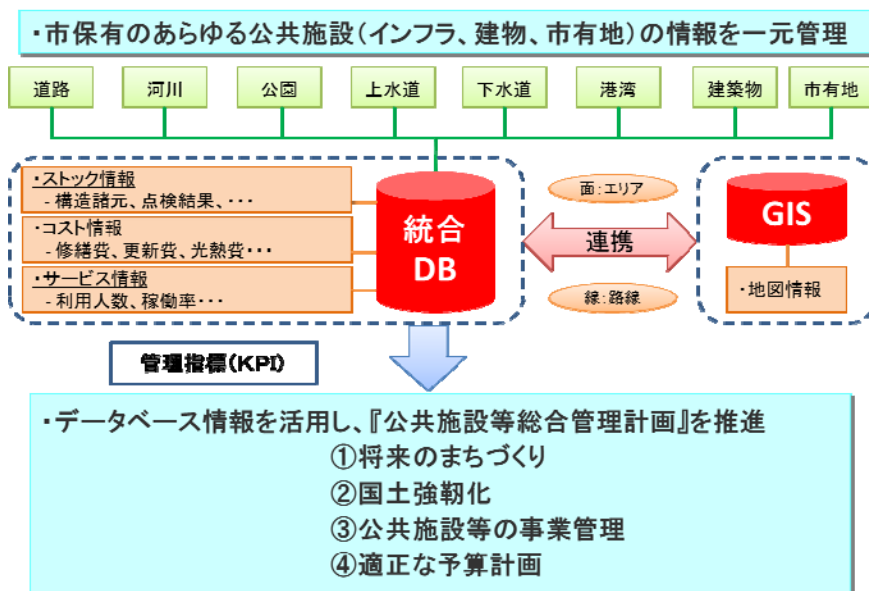 ・市保有のあらゆる公共施設(インフラ、建物、市有地)の情報を一元管理
道路
河川
公園
上水道
下水道
港湾
建築物
市有地
・ストック情報
- 構造諸元、点検結果、・・・
・コスト情報
- 修繕費、更新費、光熱費・・・
・サービス情報
- 利用人数、稼働率・・・
統合
DB
面:エリア
連携
線:路線
GIS
・地図情報
管理指標(KPI)
・データベース情報を活用し、『公共施設等総合管理計画』を推進
①将来のまちづくり
②国土強靭化
③公共施設等の事業管理
④適正な予算計画